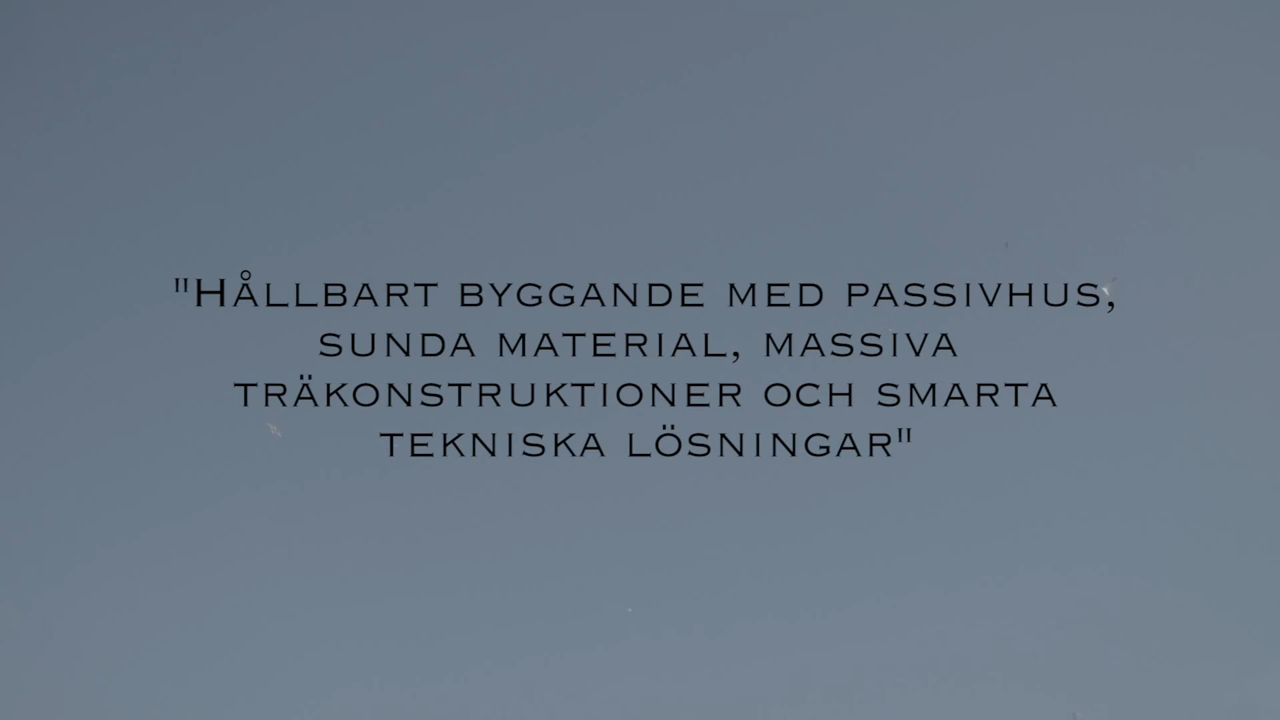 "Hållbart byggande med passivhus,
sunda material, massiva
träkonstruktioner och smarta
tekniska lösningar"